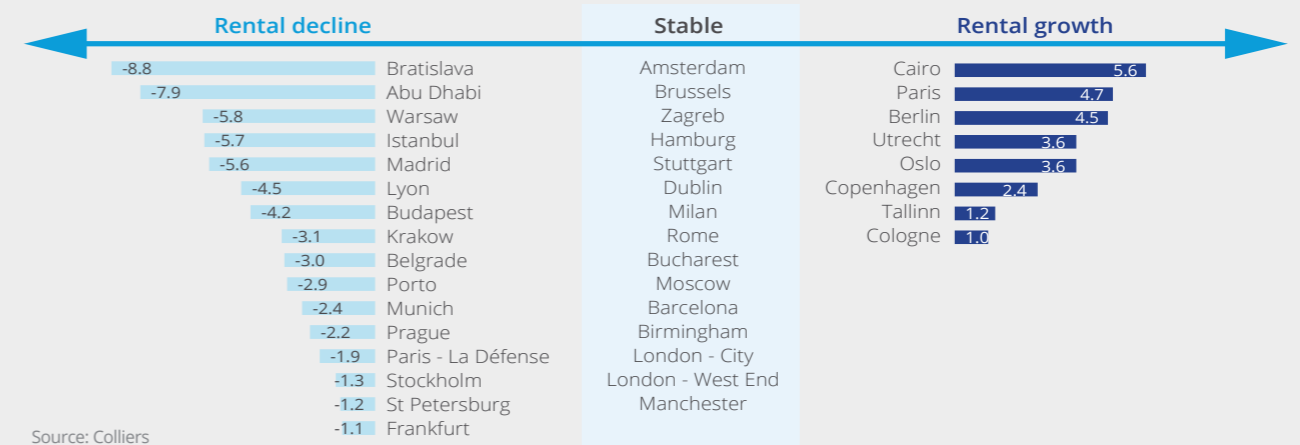 Rental decline Stable Rental growth
-8.8 Bratislava Amsterdam Cairo 5.6
-7.9 Abu Dhabi Brussels Paris 4.7
-5.8 Warsaw Zagreb Berlin 4.5
-5.7 Istanbul Hamburg Utrecht 3.6
-5.6 Madrid Stuttgart Oslo 3.6
-4.5 Lyon Dublin Copenhagen 2.4
-4.2 Budapest Milan Tallinn 1.2
-3.1 Krakow Rome Cologne 1.0
-3.0 Belgrade Bucharest
-2.9 Porto Moscow
-2.4 Munich Barcelona
-2.2 Prague Birmingham
-1.9 Paris - La Défense London - City
-1.3 Stockholm London - West End
-1.2 St Petersburg Manchester
-1.1 Frankfurt
Source: Colliers